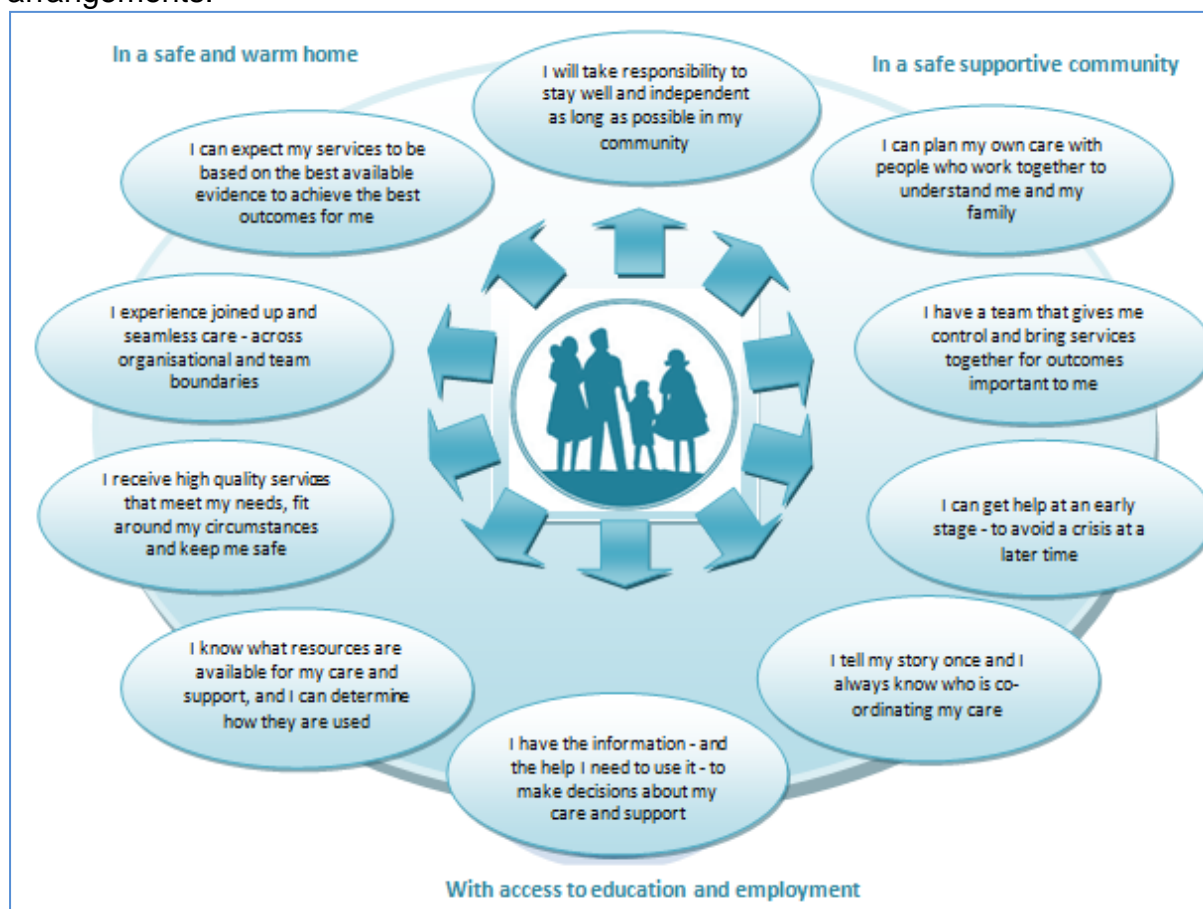 arrangements.
In a safe and warm home
In a safe supportive community
I will take responsibility to
stay well and independent
as long as possible in my
community
I can plan my own care with
people who work together to
understand me and my
family
I have a team that gives me
control and bring services
together for outcomes
important to me
I can get help at an early
stage - to avoid a crisis at a
later time
I tell my story once and I
always know who is co-
ordinating my care
I have the information - and
the help I need to use it - to
make decisions about my
care and support
I know what resources are
available for my care and
support, and I can determine
how they are used
I receive high quality services
that meet my needs, fit
around my circumstances
and keep me safe
I experience joined up and
seamless care - across
organisational and team
boundaries
I can expect my services to be
based on the best available
evidence to achieve the best
outcomes for me
With access to education and employment